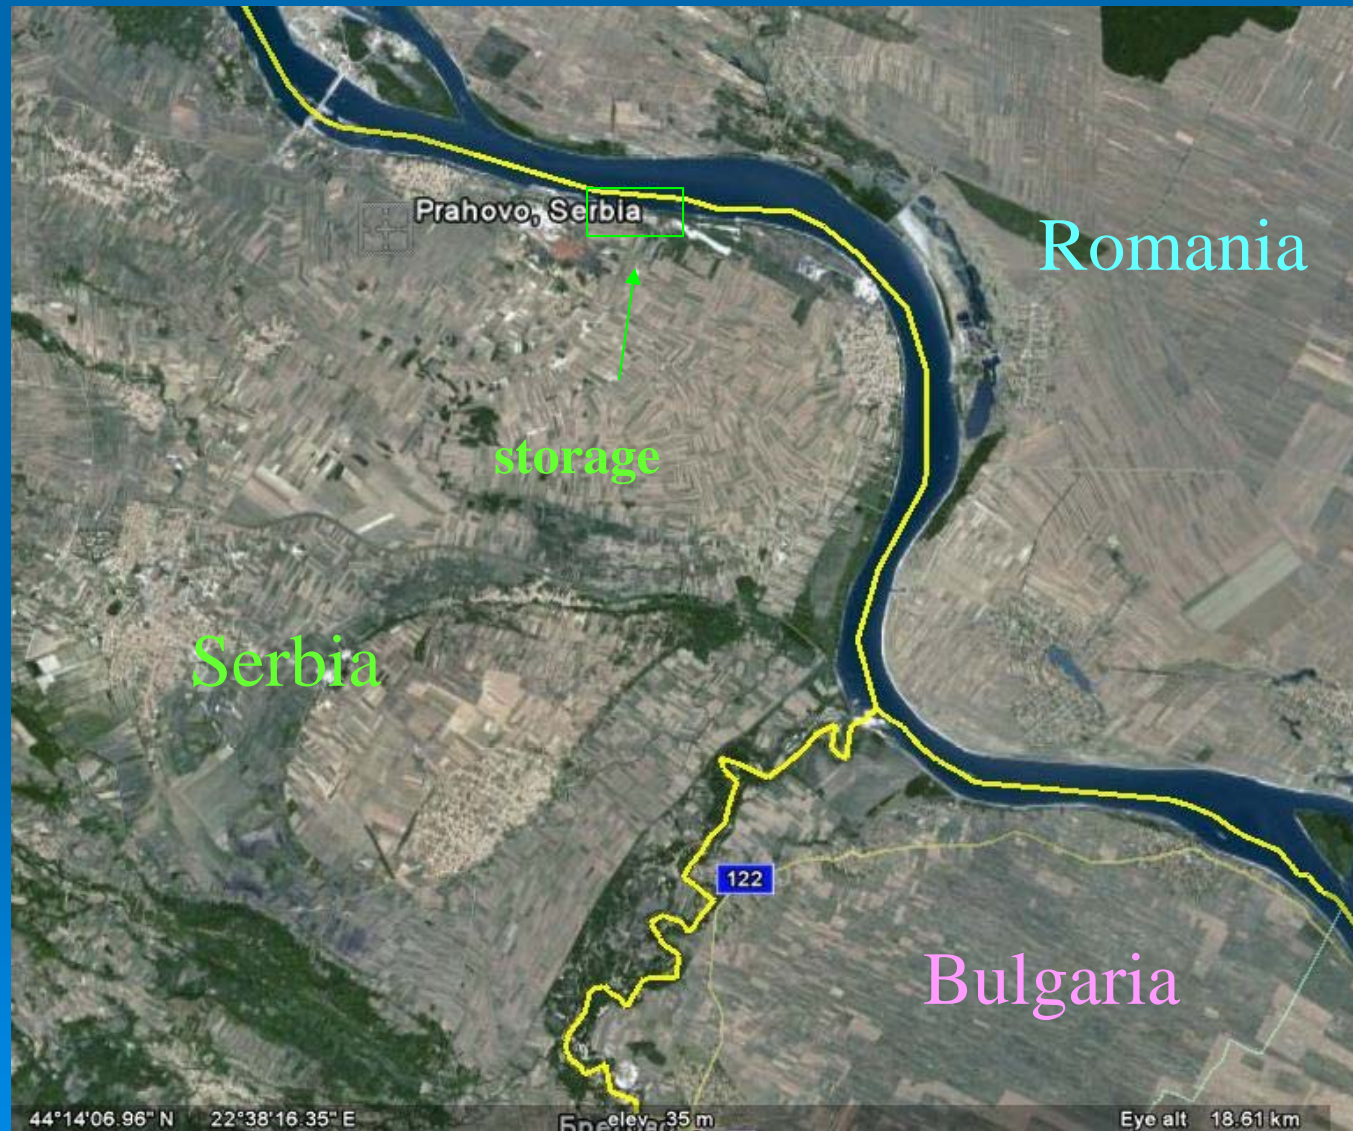 Prahovo, Serbia
Romania
storage
Serbia
122
Bulgaria
44°14'06.96" N 22°38'16.35" E
elev 35 m
Eye alt 18.61 km